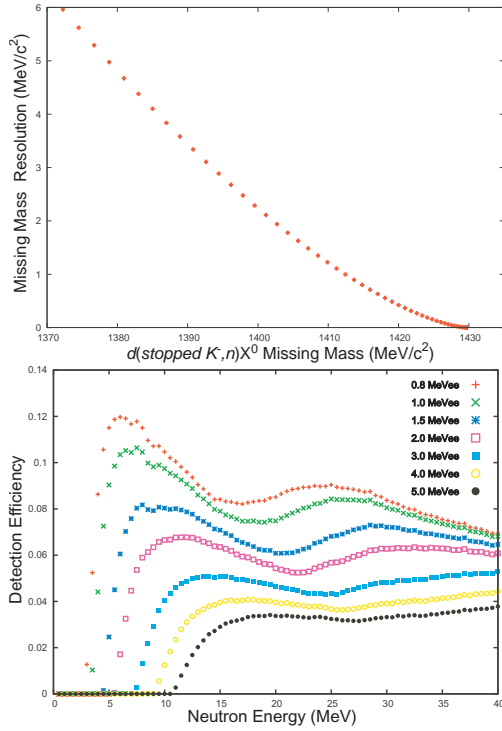 6
5
4
3
2
1
0
Missing Mass Resolution (MeV/c²)
1370 1380 1390 1400 1410 1420 1430
d(stopped K⁻,n)X⁰ Missing Mass (MeV/c²)
0.14
0.12
0.1
0.08
0.06
0.04
0.02
0
Detection Efficiency
0.8 MeVee
1.0 MeVee
1.5 MeVee
2.0 MeVee
3.0 MeVee
4.0 MeVee
5.0 MeVee
0 5 10 15 20 25 30 35 40
Neutron Energy (MeV)